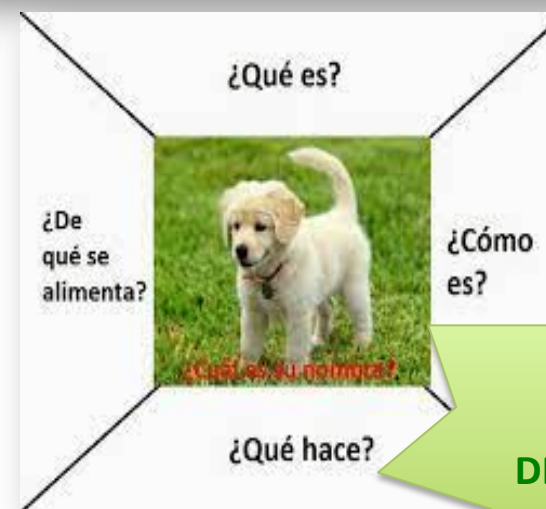 ¿Qué es?
¿De
qué se
alimenta?
¿Cómo
es?
¿Cuál es su nombre?
¿Qué hace?